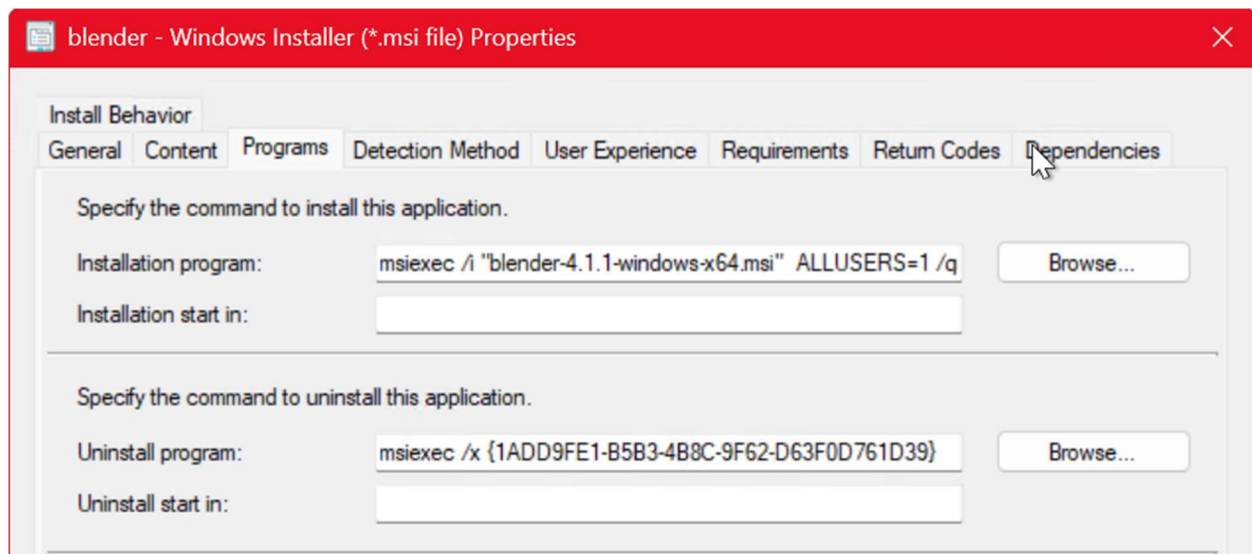 blender - Windows Installer (*.msi file) Properties
Install Behavior
General Content Programs Detection Method User Experience Requirements Return Codes Dependencies
Specify the command to install this application.
Installation program: msiexec /i "blender-4.1.1-windows-x64.msi"  ALLUSERS=1 /q Browse...
Installation start in:
Specify the command to uninstall this application.
Uninstall program: msiexec /x {1ADD9FE1-B5B3-4B8C-9F62-D63F0D761D39} Browse...
Uninstall start in: